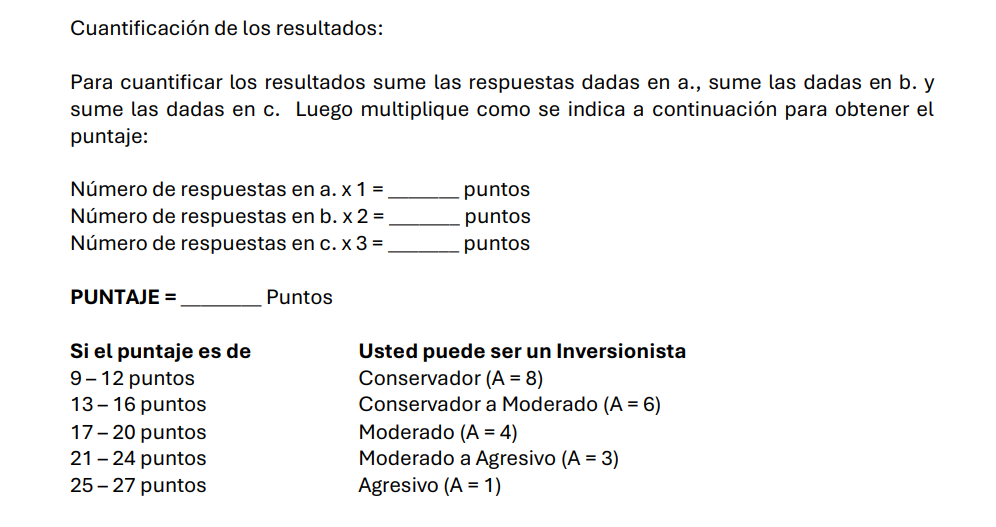 Cuantificación de los resultados:
Para cuantificar los resultados sume las respuestas dadas en a., sume las dadas en b. y
sume las dadas en c. Luego multiplique como se indica a continuación para obtener el
puntaje:
Número de respuestas en a. x 1 = _______ puntos
Número de respuestas en b. x 2 = _______ puntos
Número de respuestas en c. x 3 = _______ puntos
PUNTAJE = ________ Puntos
Si el puntaje es de Usted puede ser un Inversionista
9 – 12 puntos Conservador (A = 8)
13 – 16 puntos Conservador a Moderado (A = 6)
17 – 20 puntos Moderado (A = 4)
21 – 24 puntos Moderado a Agresivo (A = 3)
25 – 27 puntos Agresivo (A = 1)